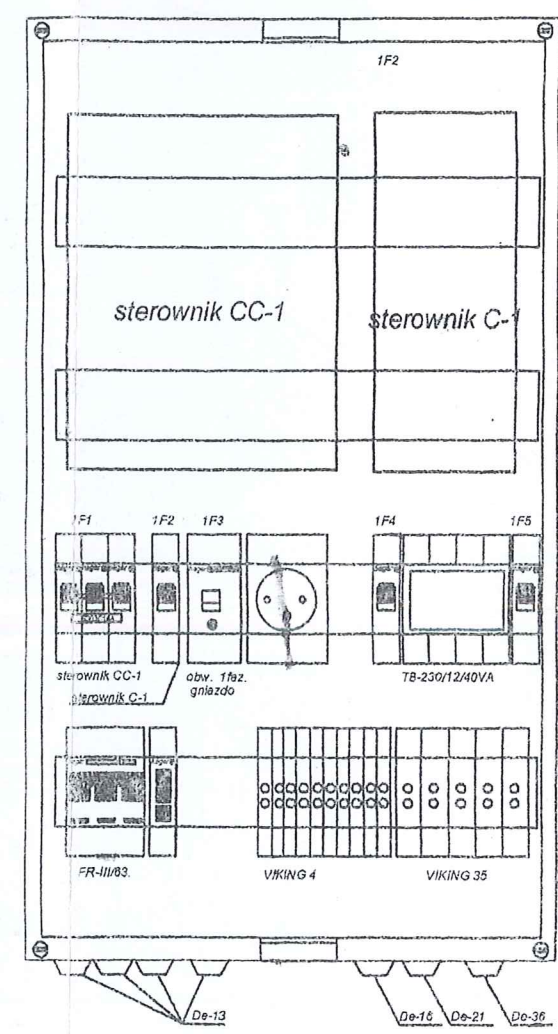 1F2
sterownik CC-1
sterownik C-1
1F1
1F2
1F3
1F4
1F5
sterownik CC-1
sterownik C-1
obw. 1faz.
gniazdo
TB-230/12/40VA
FR-III/63.
VIKING 4
VIKING 35
De-13
De-16
De-21
De-36